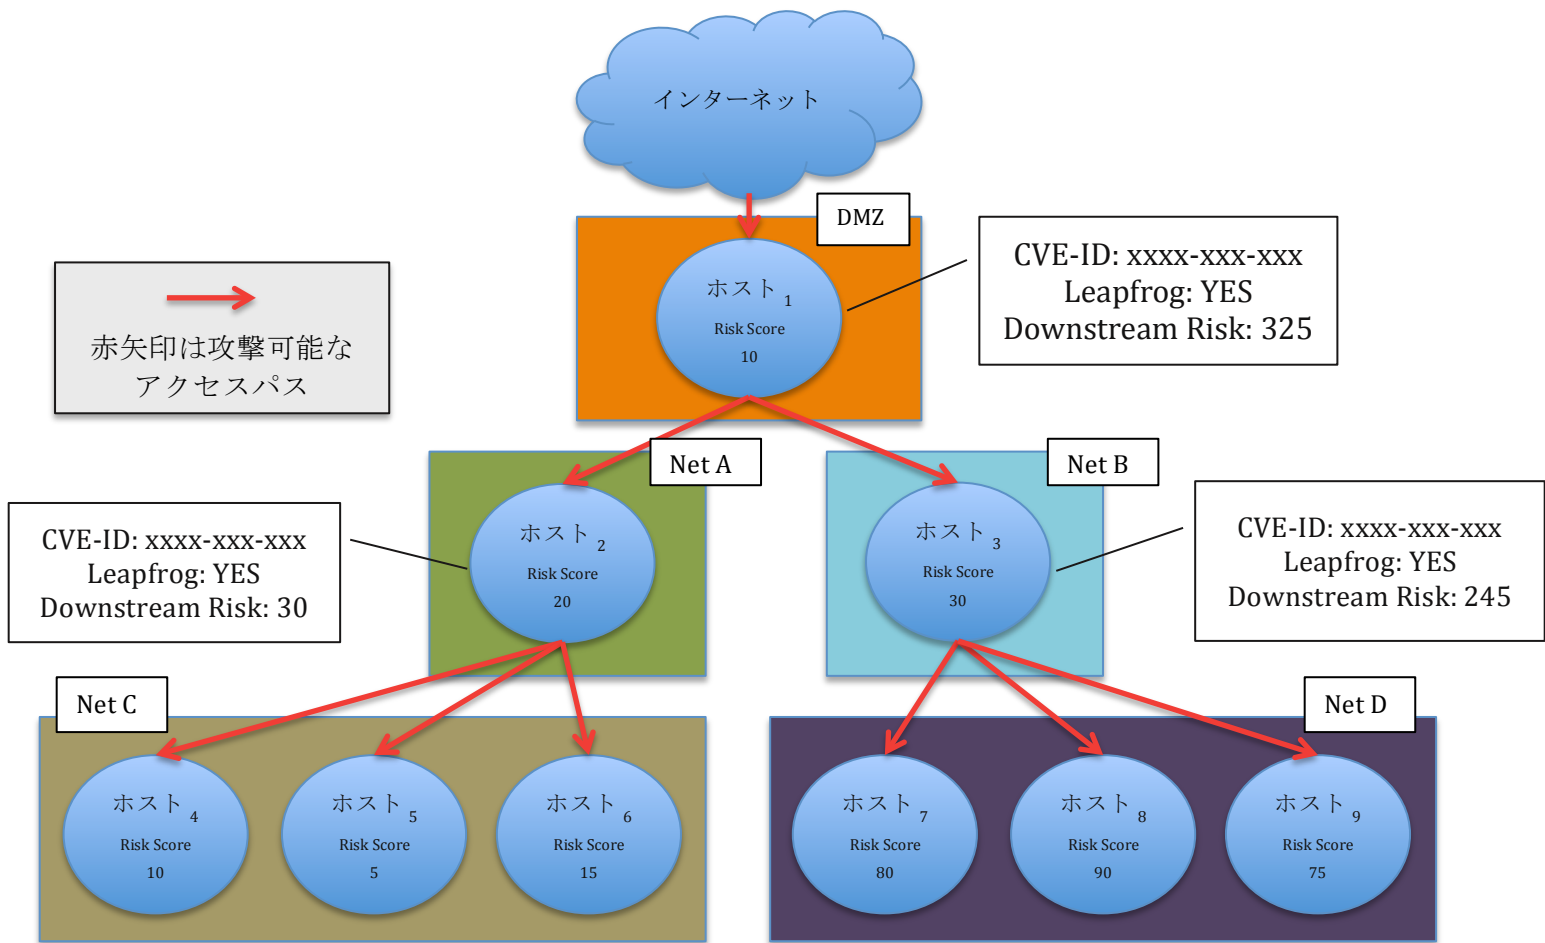 インターネット
DMZ
ホスト 1
Risk Score
10
CVE-ID: xxxx-xxx-xxx
Leapfrog: YES
Downstream Risk: 325
赤矢印は攻撃可能な
アクセスパス
Net A
ホスト 2
Risk Score
20
CVE-ID: xxxx-xxx-xxx
Leapfrog: YES
Downstream Risk: 30
Net B
ホスト 3
Risk Score
30
CVE-ID: xxxx-xxx-xxx
Leapfrog: YES
Downstream Risk: 245
Net C
ホスト 4
Risk Score
10
ホスト 5
Risk Score
5
ホスト 6
Risk Score
15
Net D
ホスト 7
Risk Score
80
ホスト 8
Risk Score
90
ホスト 9
Risk Score
75